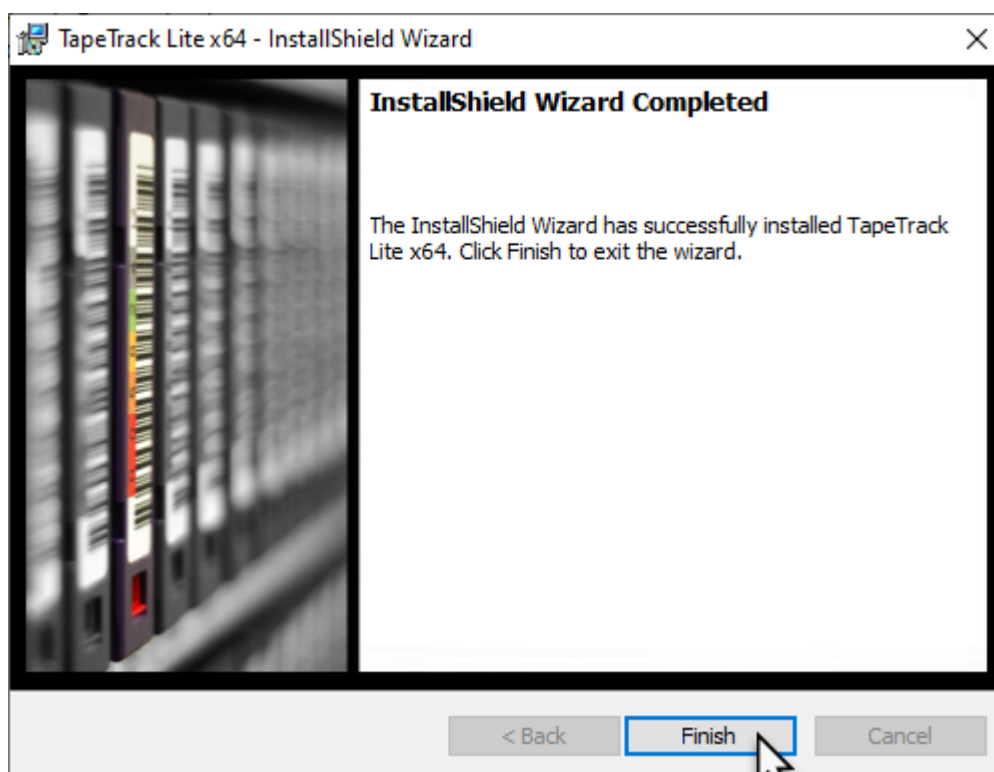 TapeTrack Lite x64 - InstallShield Wizard
InstallShield Wizard Completed
The InstallShield Wizard has successfully installed TapeTrack
Lite x64. Click Finish to exit the wizard.
< Back
Finish
Cancel